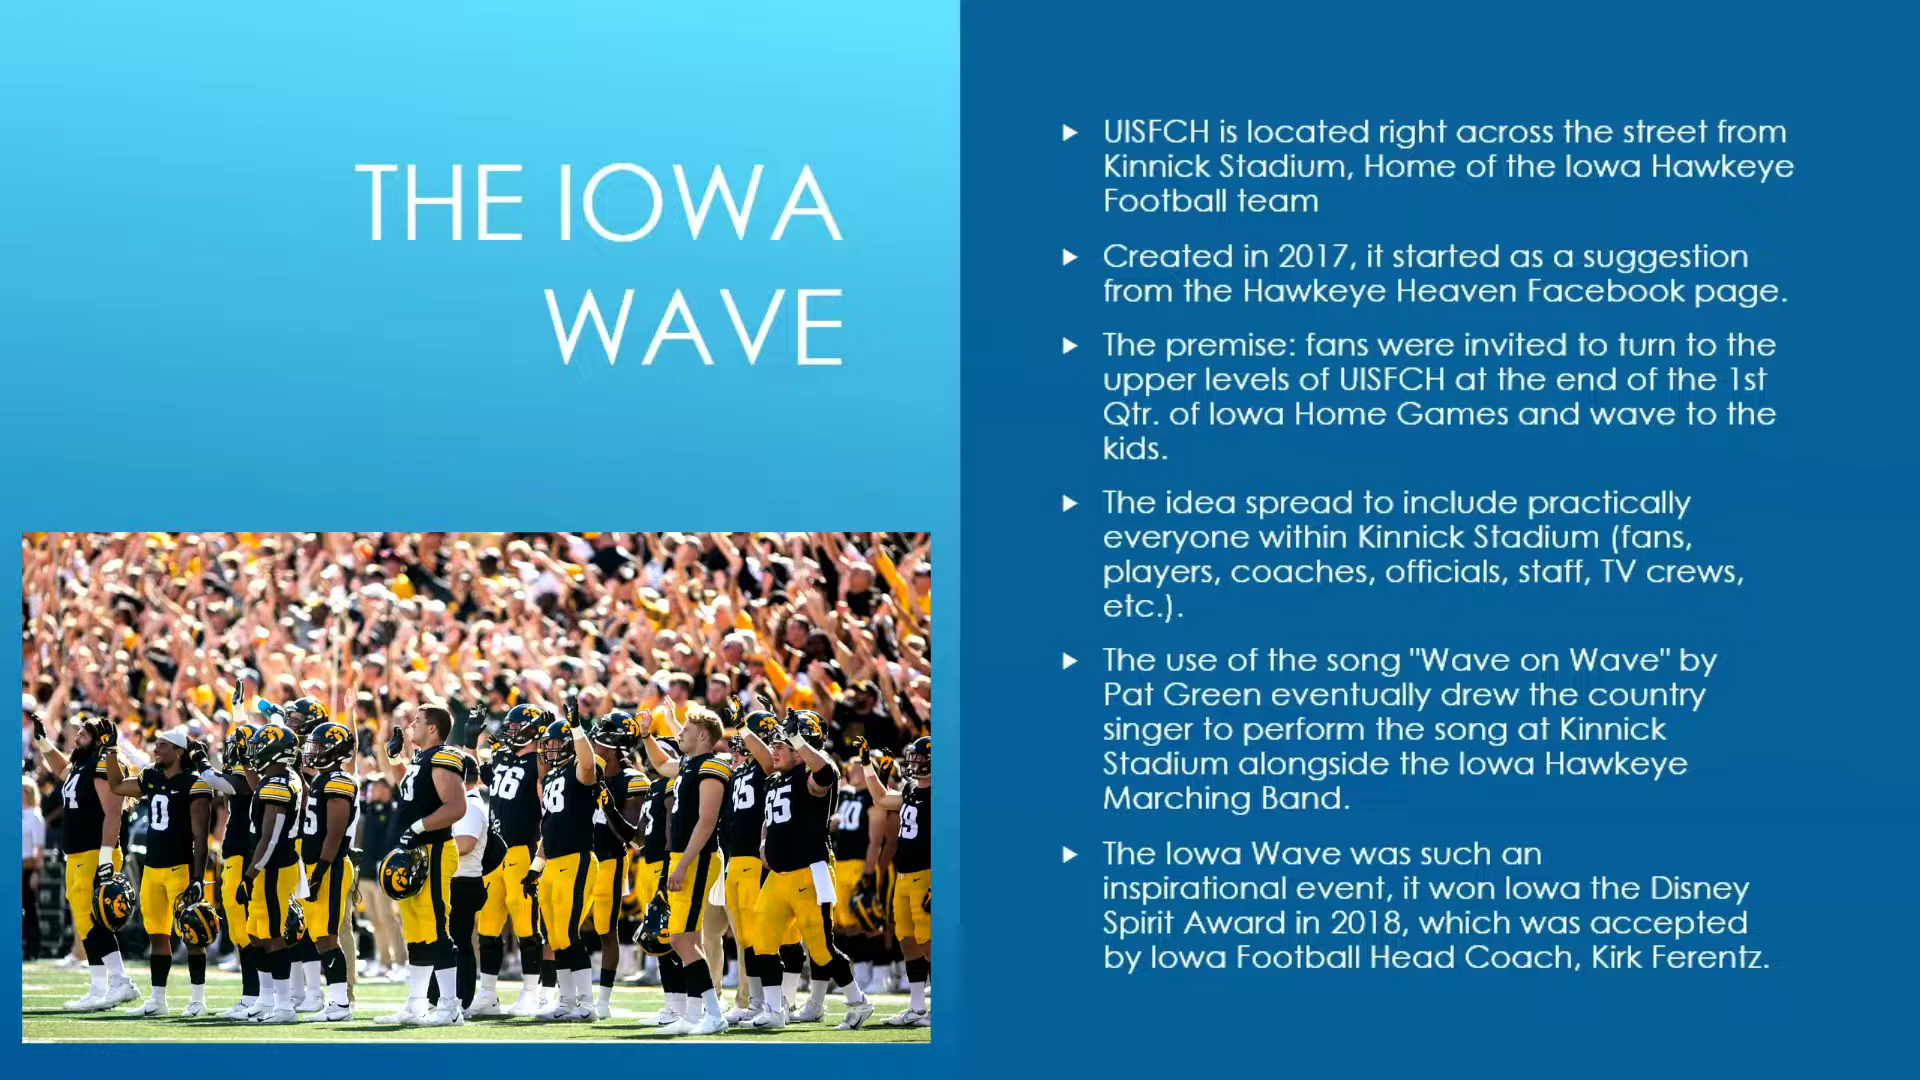 THE IOWA
WAVE
UISFCH is located right across the street from
Kinnick Stadium, Home of the Iowa Hawkeye
Football team
Created in 2017, it started as a suggestion
from the Hawkeye Heaven Facebook page.
The premise: fans were invited to turn to the
upper levels of UISFCH at the end of the 1st
Qtr. of Iowa Home Games and wave to the
kids.
The idea spread to include practically
everyone within Kinnick Stadium (fans,
players, coaches, officials, staff, TV crews,
etc.).
The use of the song "Wave on Wave" by
Pat Green eventually drew the country
singer to perform the song at Kinnick
Stadium alongside the Iowa Hawkeye
Marching Band.
The Iowa Wave was such an
inspirational event, it won Iowa the Disney
Spirit Award in 2018, which was accepted
by Iowa Football Head Coach, Kirk Ferentz.
0
21
56
65